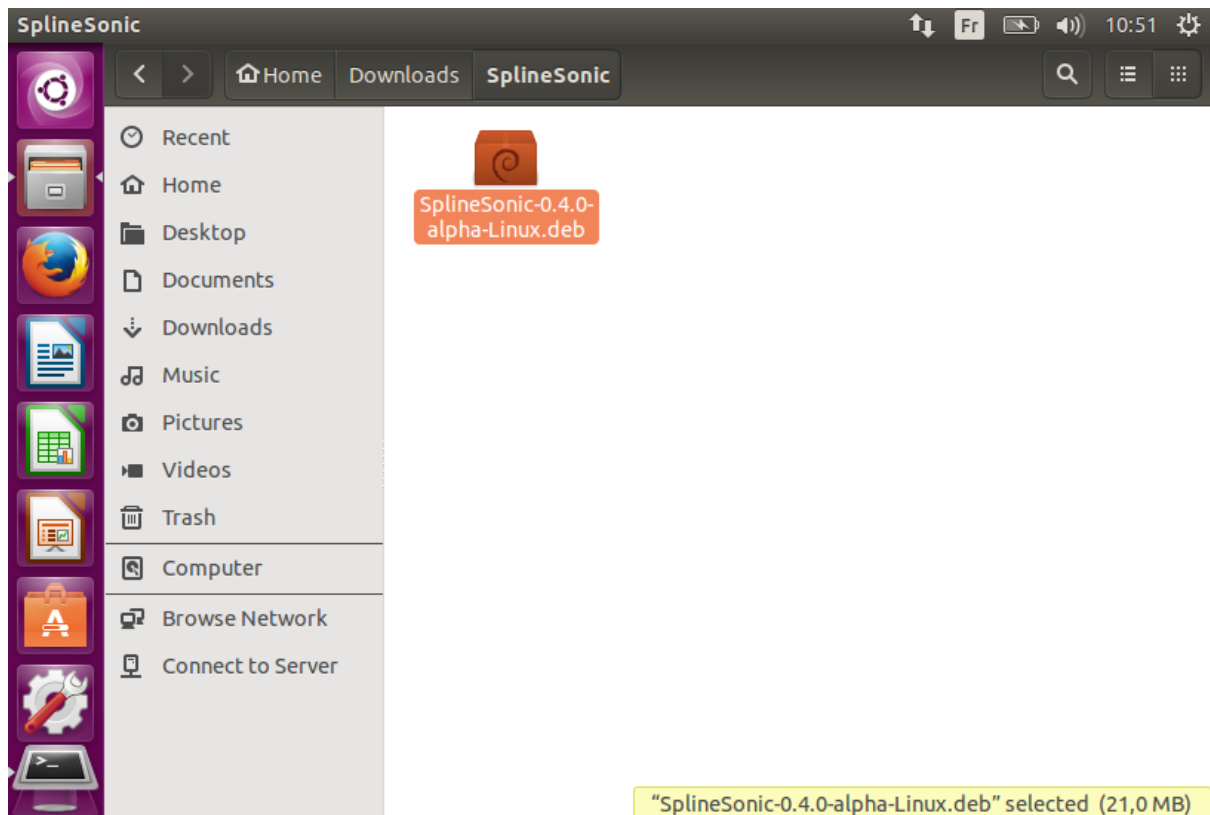 SplineSonic
Fr
10:51
Home
Downloads
SplineSonic
Recent
Home
Desktop
Documents
Downloads
Music
Pictures
Videos
Trash
Computer
Browse Network
Connect to Server
SplineSonic-0.4.0-
alpha-Linux.deb
“SplineSonic-0.4.0-alpha-Linux.deb” selected (21,0 MB)